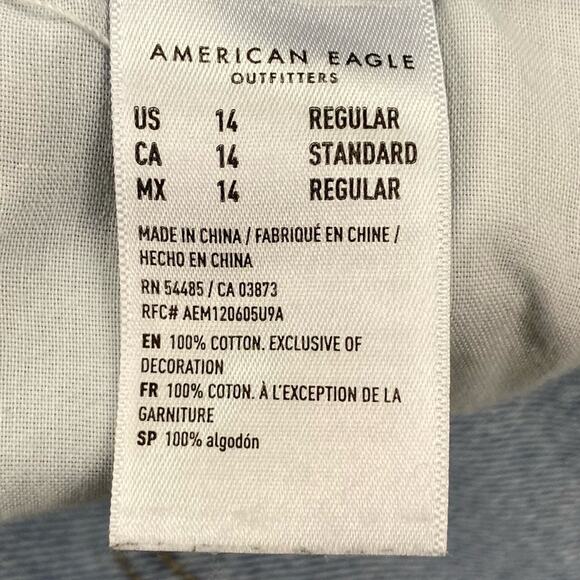 AMERICAN EAGLE
OUTFITTERS
US 14 REGULAR
CA 14 STANDARD
MX 14 REGULAR
MADE IN CHINA / FABRIQUÉ EN CHINE /
HECHO EN CHINA
RN 54485 / CA 03873
RFC# AEM120605U9A
EN 100% COTTON. EXCLUSIVE OF
DECORATION
FR 100% COTON. À L'EXCEPTION DE LA
GARNITURE
SP 100% algodón